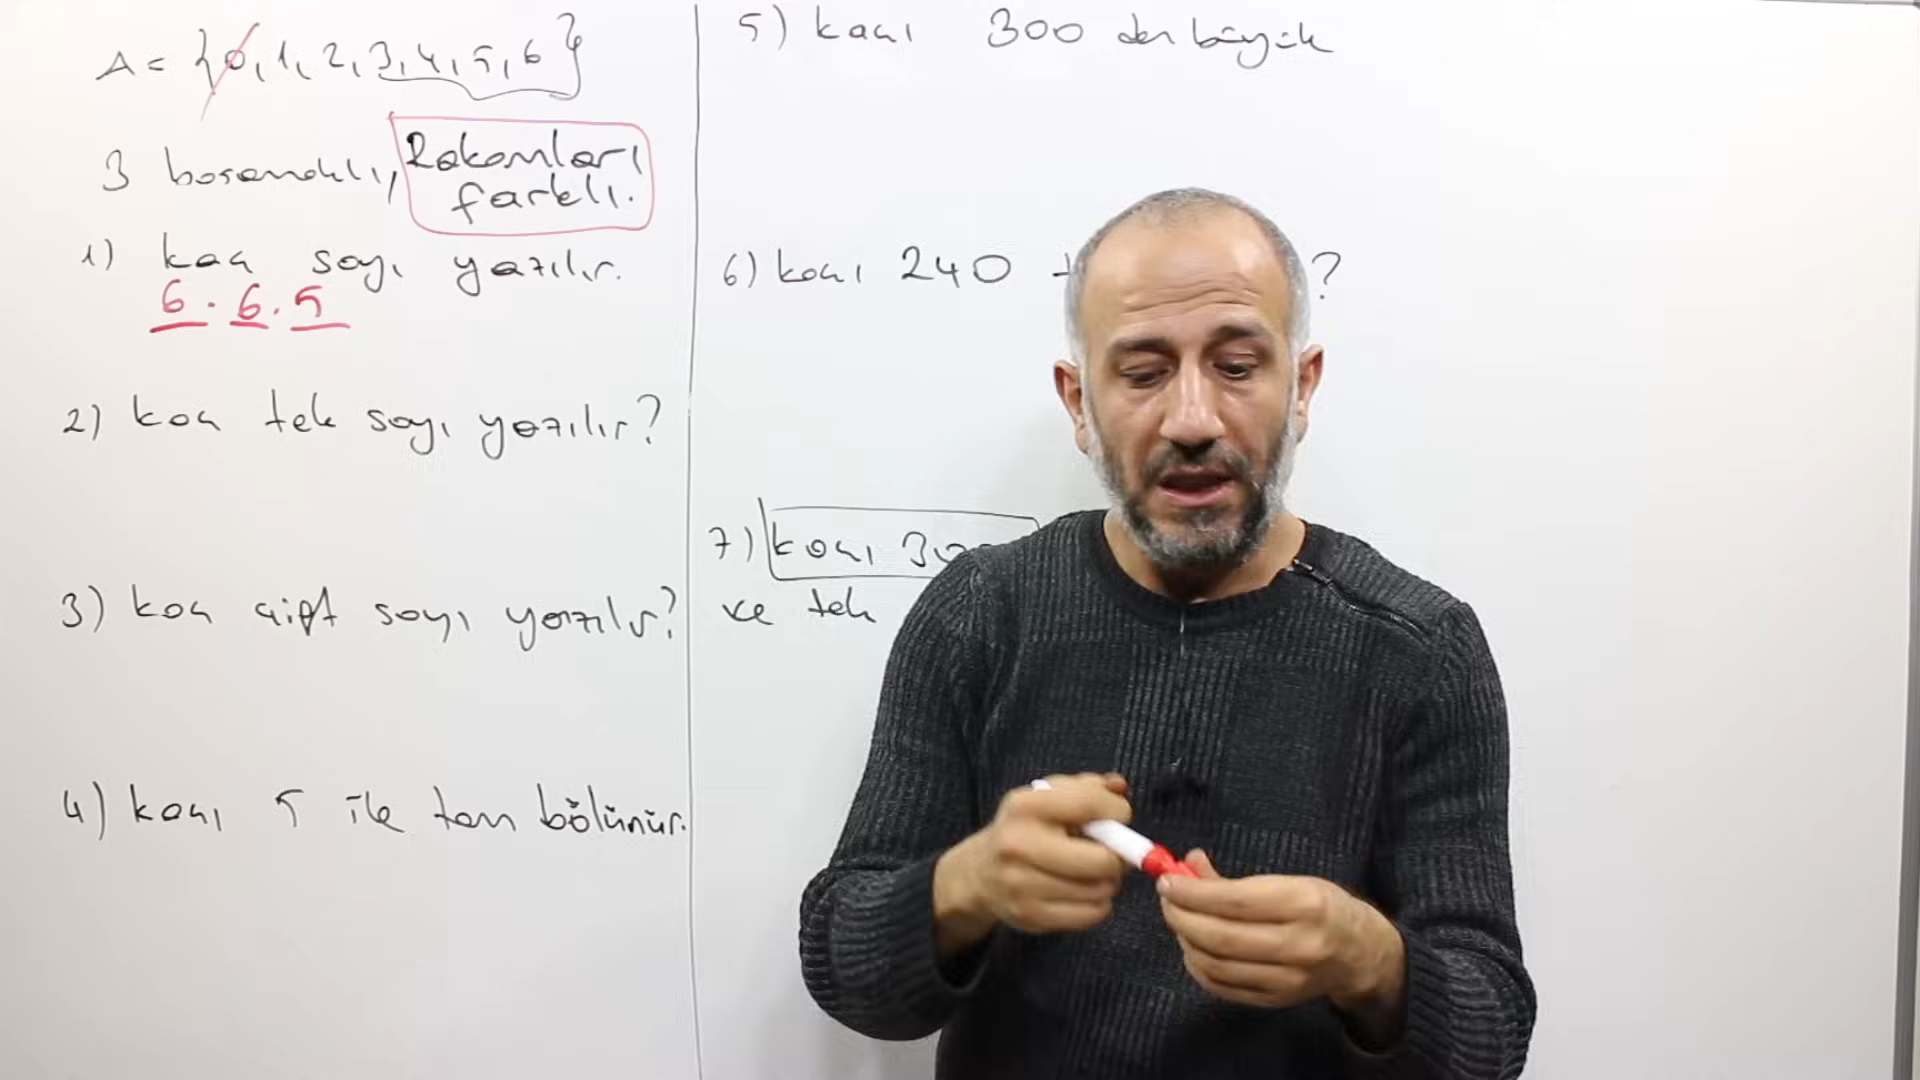 A = {0, 1, 2, 3, 4, 5, 6}
3 basamaklı, Rakamları
farklı.
1) kaç sayı yazılır.
6 . 6 . 5
2) kaç tek sayı yazılır?
3) kaç çift sayı yazılır?
4) kaçı 5 ile tam bölünür.
5) kaçı 300 den büyük
6) kaçı 240 ?
7) kaçı
ve tek